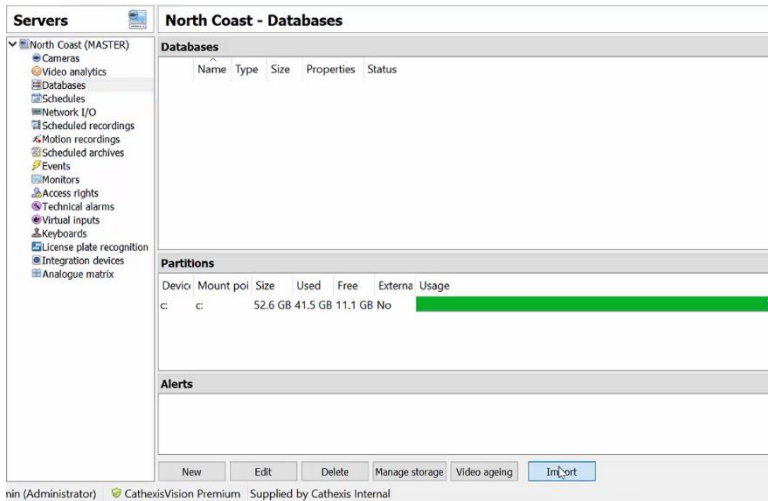 Servers
North Coast - Databases
North Coast (MASTER)
Cameras
Video analytics
Databases
Schedules
Network I/O
Scheduled recordings
Motion recordings
Scheduled archives
Events
Monitors
Access rights
Technical alarms
Virtual inputs
Keyboards
License plate recognition
Integration devices
Analogue matrix
Databases
Name Type Size Properties Status
Partitions
Devic Mount poi Size Used Free Externa Usage
c: c: 52.6 GB 41.5 GB 11.1 GB No
Alerts
New Edit Delete Manage storage Video ageing Import
nin (Administrator) CathexisVision Premium Supplied by Cathexis Internal